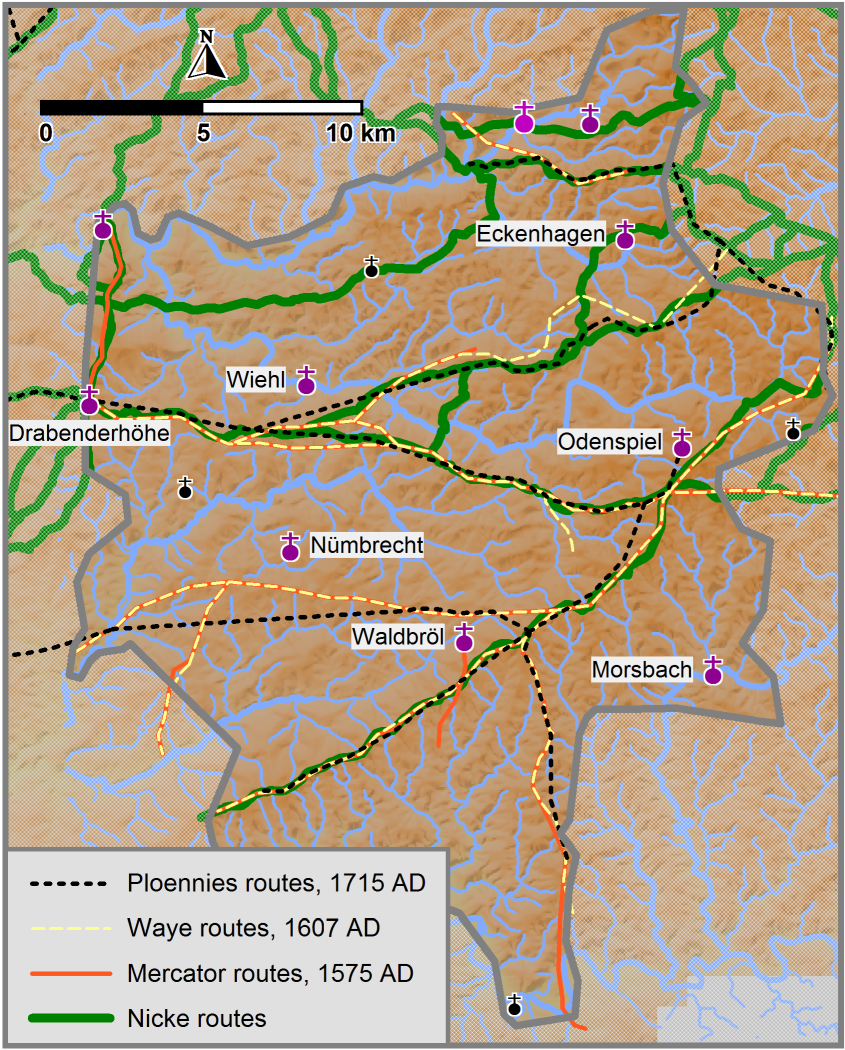 N
0 5 10 km
Eckenhagen
Wiehl
Drabenderhöhe
Odenspiel
Nümbrecht
Waldbröl
Morsbach
Ploennies routes, 1715 AD
Waye routes, 1607 AD
Mercator routes, 1575 AD
Nicke routes